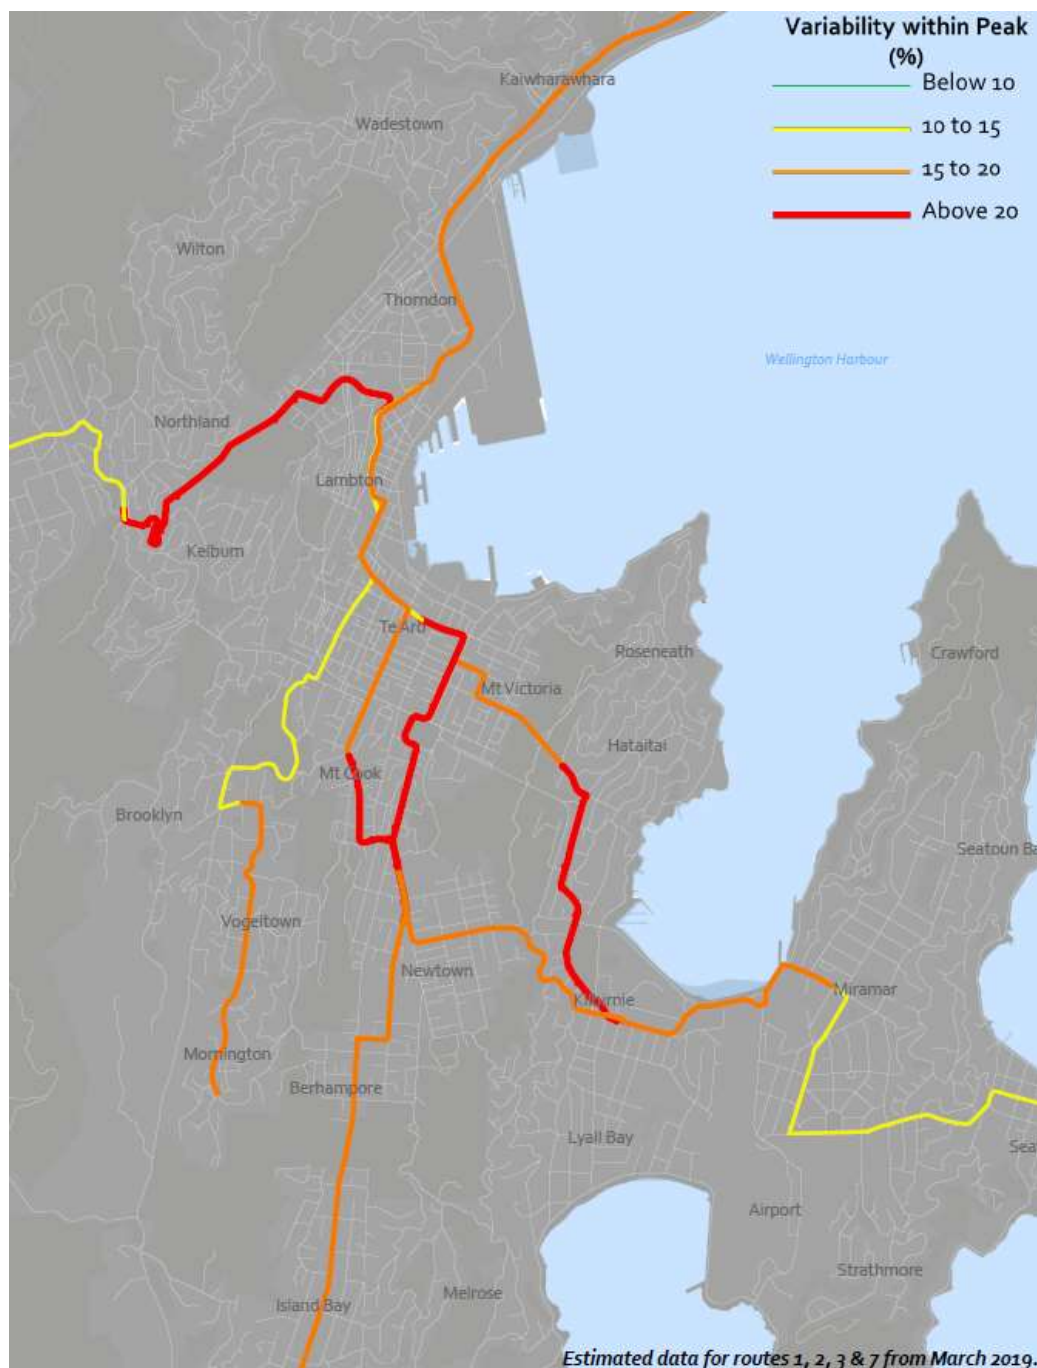 Variability within Peak
(%)
Below 10
10 to 15
15 to 20
Above 20
Kaiwharawhara
Wadestown
Wilton
Thorndon
Wellington Harbour
Northland
Lambton
Kelburn
Te Aro
Roseneath
Crawford
Mt Victoria
Hataitai
Mt Cook
Brooklyn
Seatoun Ba
Vogeltown
Newtown
Miramar
Kilbirnie
Mornington
Berhampore
Lyall Bay
Sea
Airport
Strathmore
Melrose
Island Bay
Estimated data for routes 1, 2, 3 & 7 from March 2019.